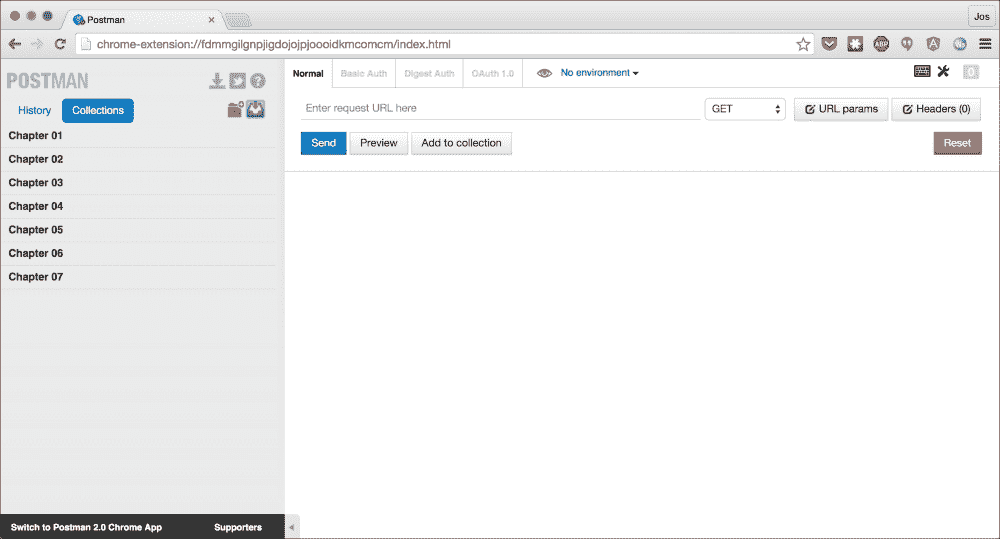 Postman
Jos
chrome-extension://fdmmgilgnpjigdojojpjoooidkmcomcm/index.html
ABP
POSTMAN
Normal
Basic Auth
Digest Auth
OAuth 1.0
No environment
History
Collections
Enter request URL here
GET
URL params
Headers (0)
Send
Preview
Add to collection
Reset
Chapter 01
Chapter 02
Chapter 03
Chapter 04
Chapter 05
Chapter 06
Chapter 07
Switch to Postman 2.0 Chrome App
Supporters